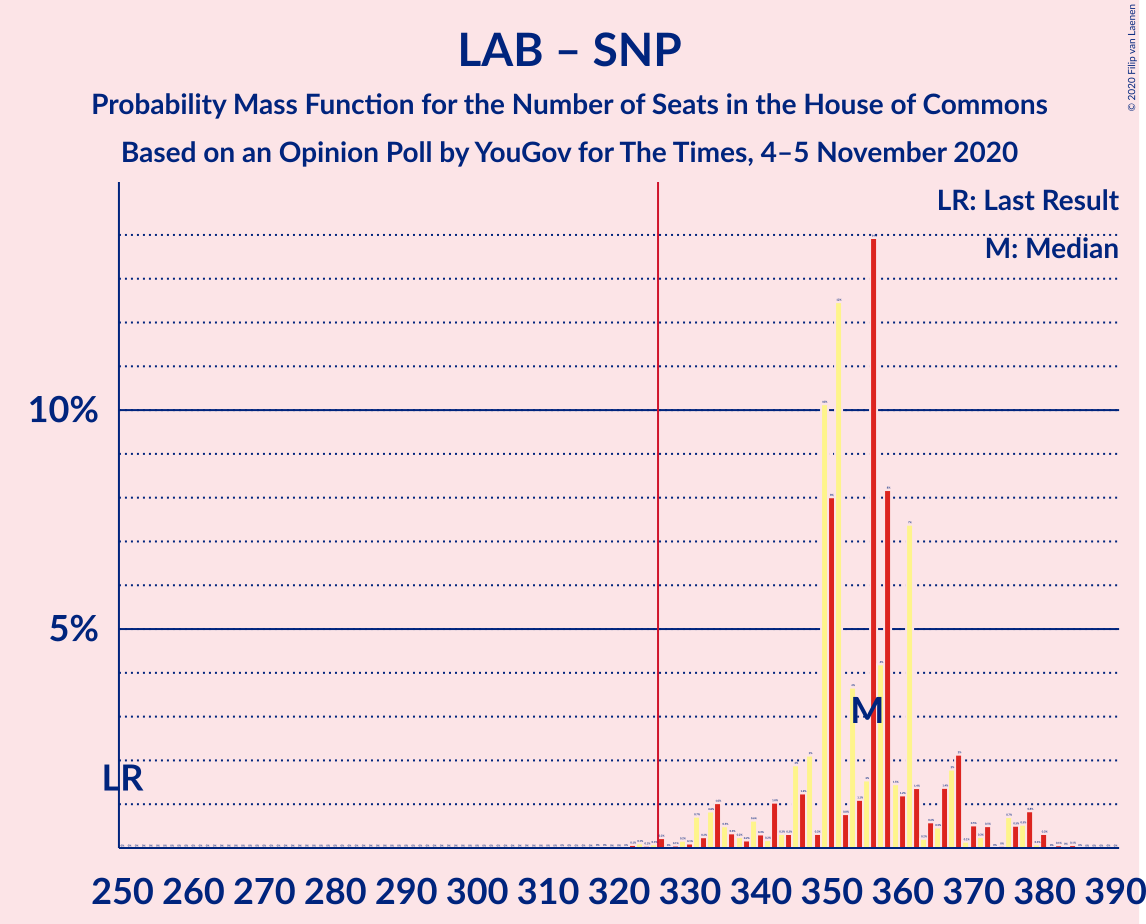 LAB – SNP
Probability Mass Function for the Number of Seats in the House of Commons
Based on an Opinion Poll by YouGov for The Times, 4–5 November 2020
© 2020 Filip van Laenen
LR: Last Result
M: Median
10%
5%
M
LR
250 260 270 280 290 300 310 320 330 340 350 360 370 380 390